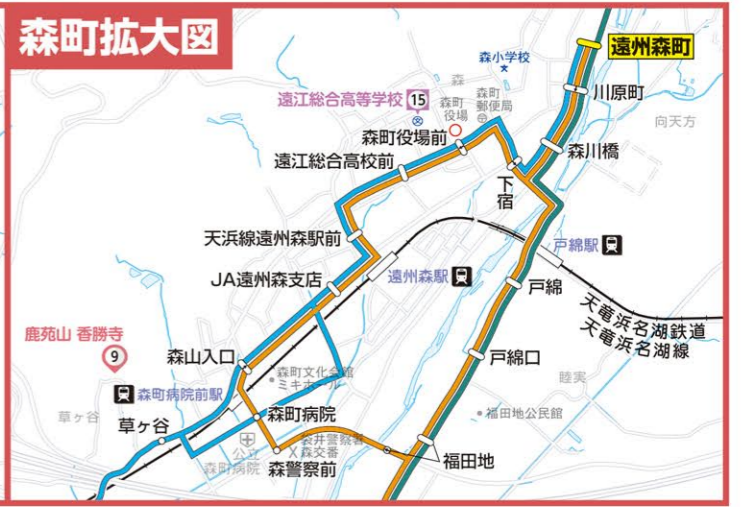 森町拡大図
遠州森町
森小学校
遠江総合高等学校 15
森
森町
役場
森町
郵便局
川原町
向天方
森町役場前
森川橋
遠江総合高校前
下宿
天浜線遠州森駅前
戸綿駅
JA遠州森支店
遠州森駅
戸綿
天竜浜名湖鉄道
天竜浜名湖線
鹿苑山 香勝寺
9
森山入口
戸綿口
森町文化会館
ミキホール
睦実
森町病院前駅
草ヶ谷
森町病院
福田地公民館
草ヶ谷
公立
森町病院
袋井警察署
森交番
福田地
森警察前